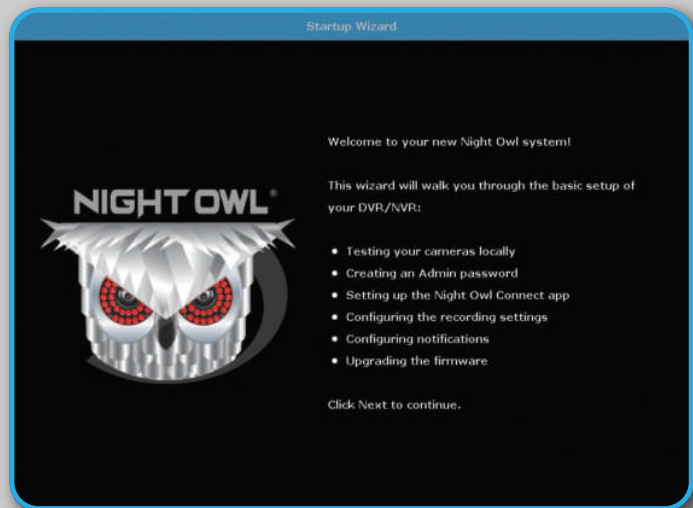 Startup Wizard
NIGHT OWL®
Welcome to your new Night Owl system!
This wizard will walk you through the basic setup of
your DVR/NVR:
• Testing your cameras locally
• Creating an Admin password
• Setting up the Night Owl Connect app
• Configuring the recording settings
• Configuring notifications
• Upgrading the firmware
Click Next to continue.